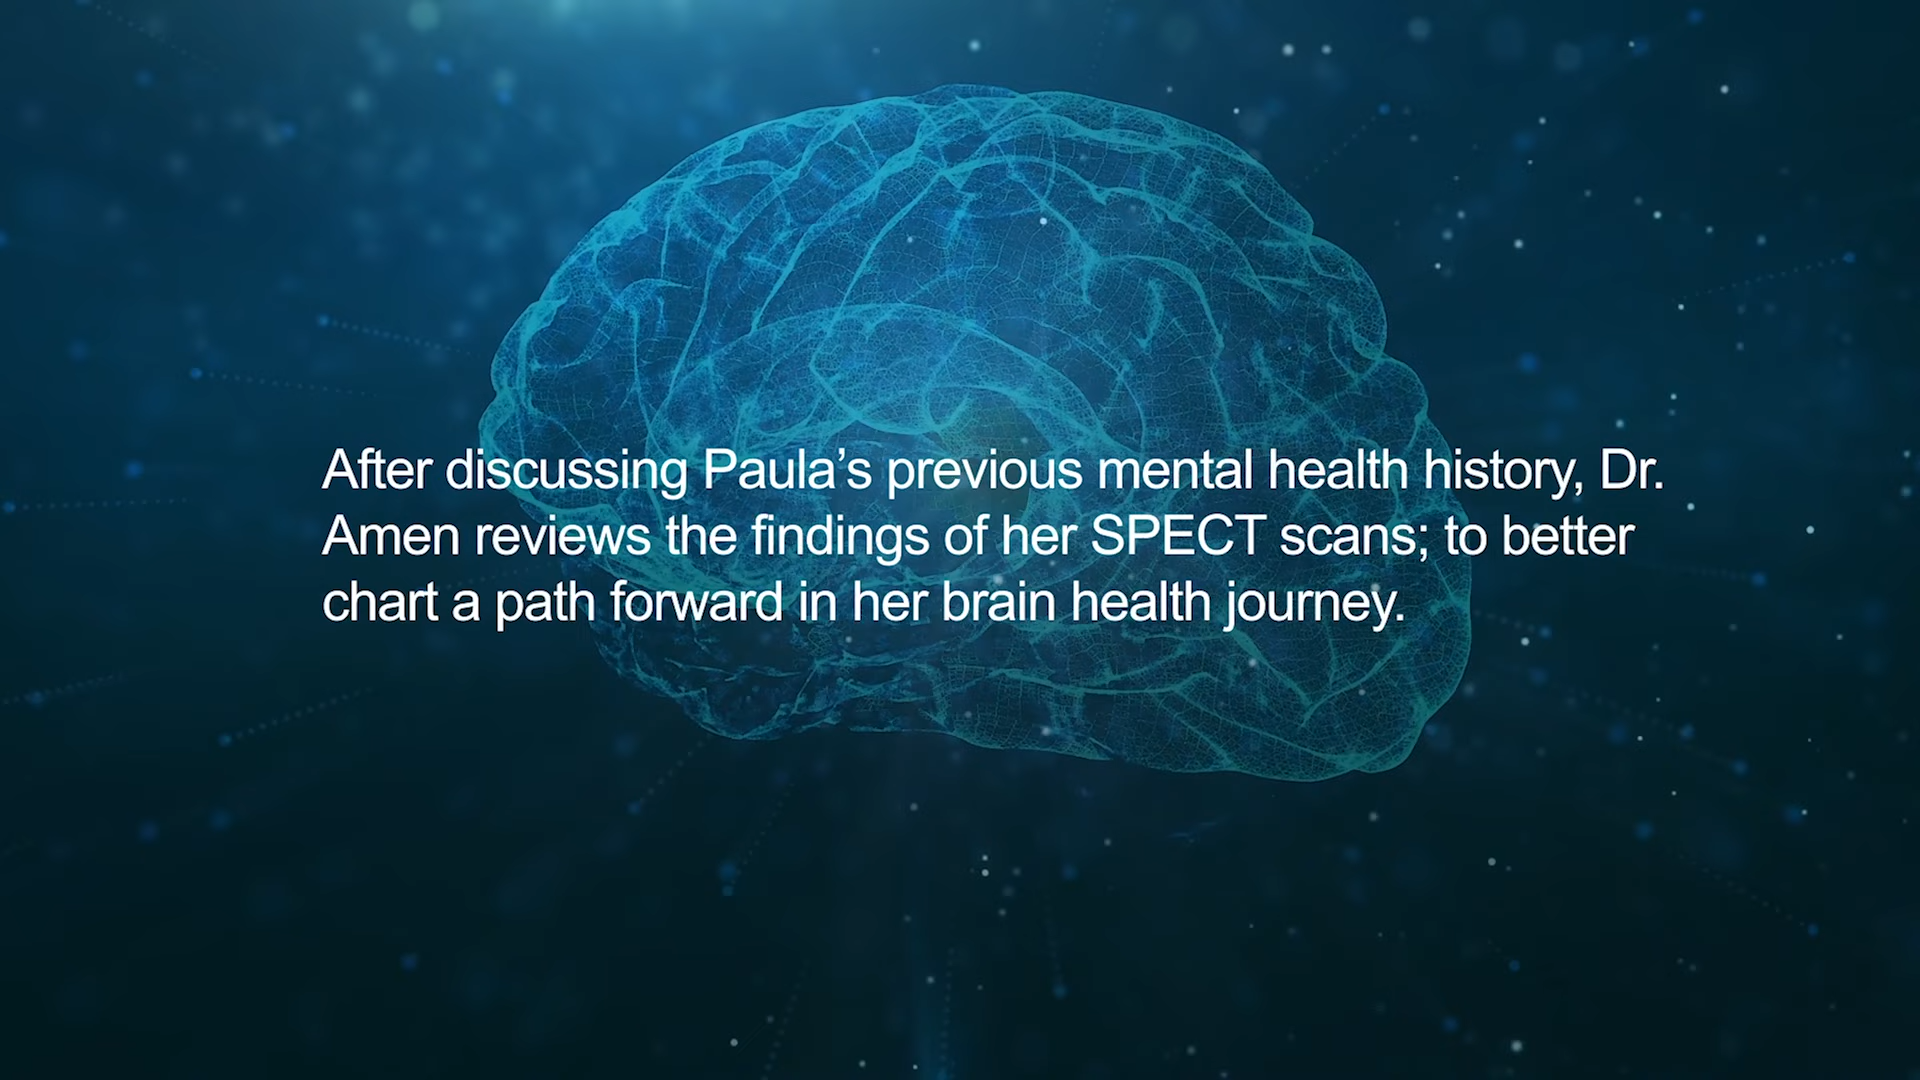 After discussing Paula’s previous mental health history, Dr.
Amen reviews the findings of her SPECT scans; to better
chart a path forward in her brain health journey.